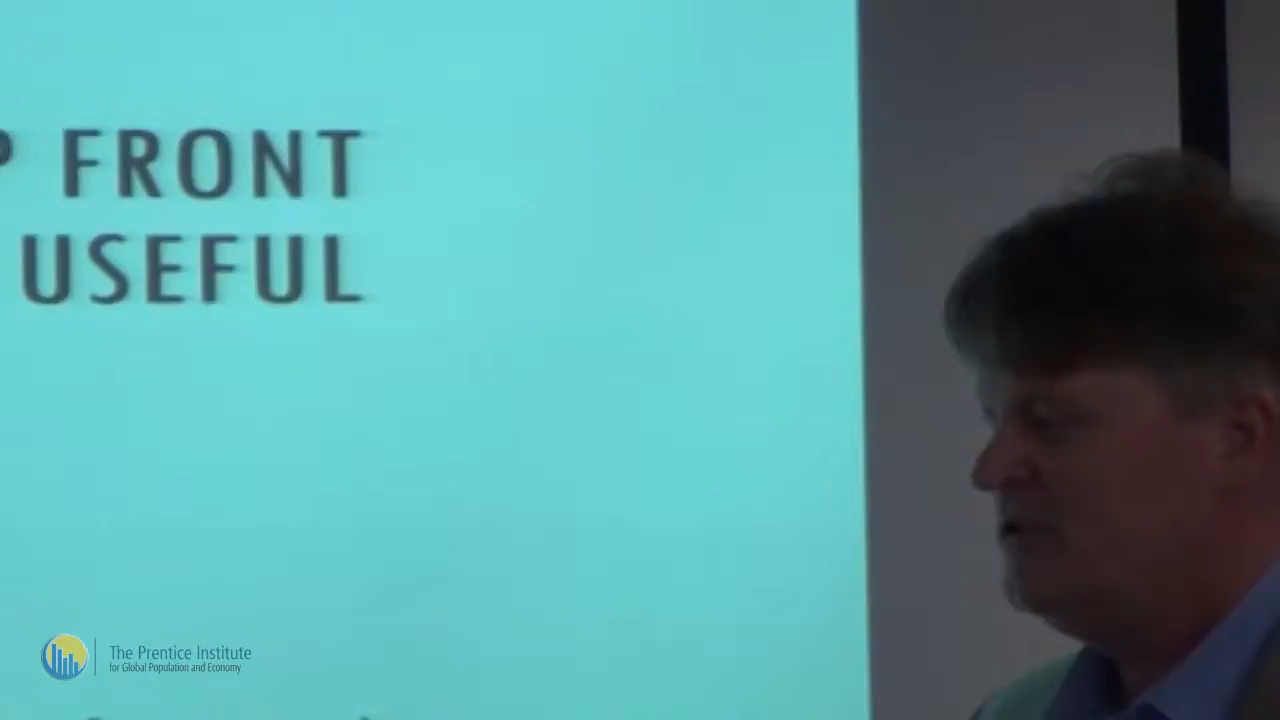 P FRONT
USEFUL
The Prentice Institute
for Global Population and Economy